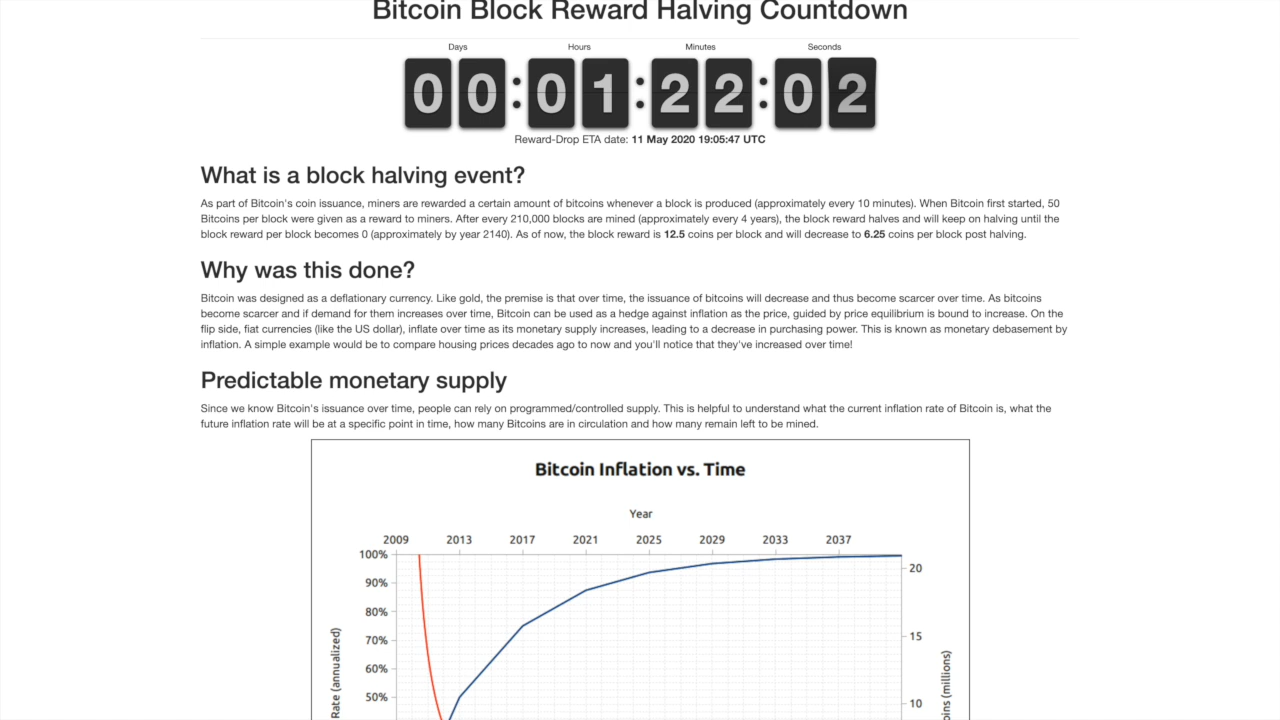 Bitcoin Block Reward Halving Countdown
Days Hours Minutes Seconds
00:01:22:02
Reward-Drop ETA date: 11 May 2020 19:05:47 UTC
What is a block halving event?
As part of Bitcoin's coin issuance, miners are rewarded a certain amount of bitcoins whenever a block is produced (approximately every 10 minutes). When Bitcoin first started, 50
Bitcoins per block were given as a reward to miners. After every 210,000 blocks are mined (approximately every 4 years), the block reward halves and will keep on halving until the
block reward per block becomes 0 (approximately by year 2140). As of now, the block reward is 12.5 coins per block and will decrease to 6.25 coins per block post halving.
Why was this done?
Bitcoin was designed as a deflationary currency. Like gold, the premise is that over time, the issuance of bitcoins will decrease and thus become scarcer over time. As bitcoins
become scarcer and if demand for them increases over time, Bitcoin can be used as a hedge against inflation as the price, guided by price equilibrium is bound to increase. On the
flip side, fiat currencies (like the US dollar), inflate over time as its monetary supply increases, leading to a decrease in purchasing power. This is known as monetary debasement by
inflation. A simple example would be to compare housing prices decades ago to now and you'll notice that they've increased over time!
Predictable monetary supply
Since we know Bitcoin's issuance over time, people can rely on programmed/controlled supply. This is helpful to understand what the current inflation rate of Bitcoin is, what the
future inflation rate will be at a specific point in time, how many Bitcoins are in circulation and how many remain left to be mined.
Bitcoin Inflation vs. Time
Year
2009 2013 2017 2021 2025 2029 2033 2037
100%
90%
80%
70%
60%
50%
Rate (annualized)
20
15
10
oins (millions)